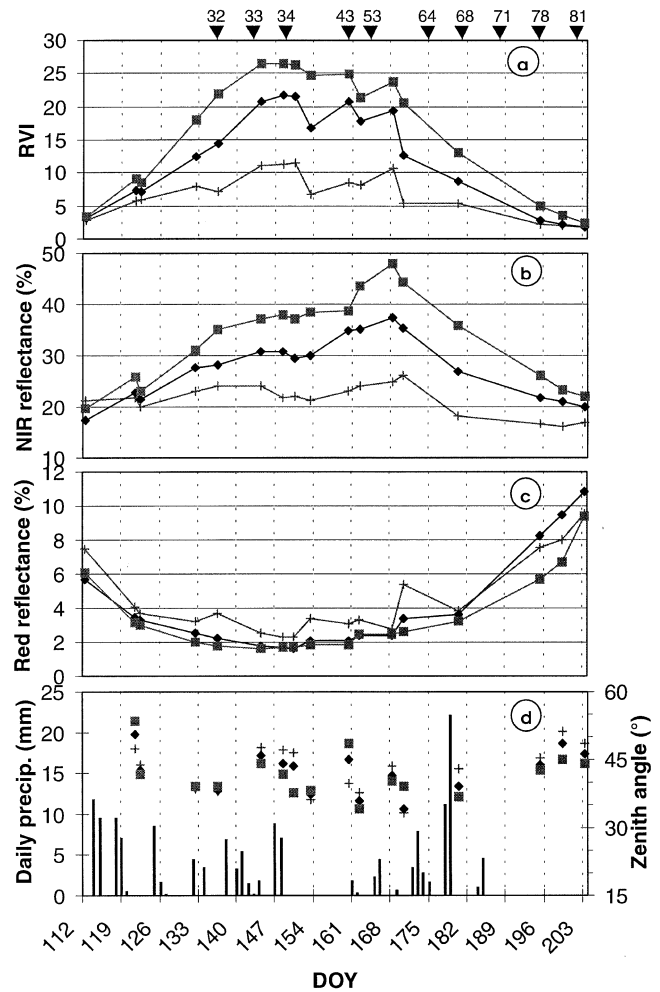 32 33 34 43 53 64 68 71 78 81
30
25
20
15
10
5
0
RVI
a
50
40
30
20
10
NIR reflectance (%)
b
12
10
8
6
4
2
0
Red reflectance (%)
c
25
20
15
10
5
0
Daily precip. (mm)
d
60
45
30
15
Zenith angle (°)
112 119 126 133 140 147 154 161 168 175 182 189 196 203
DOY